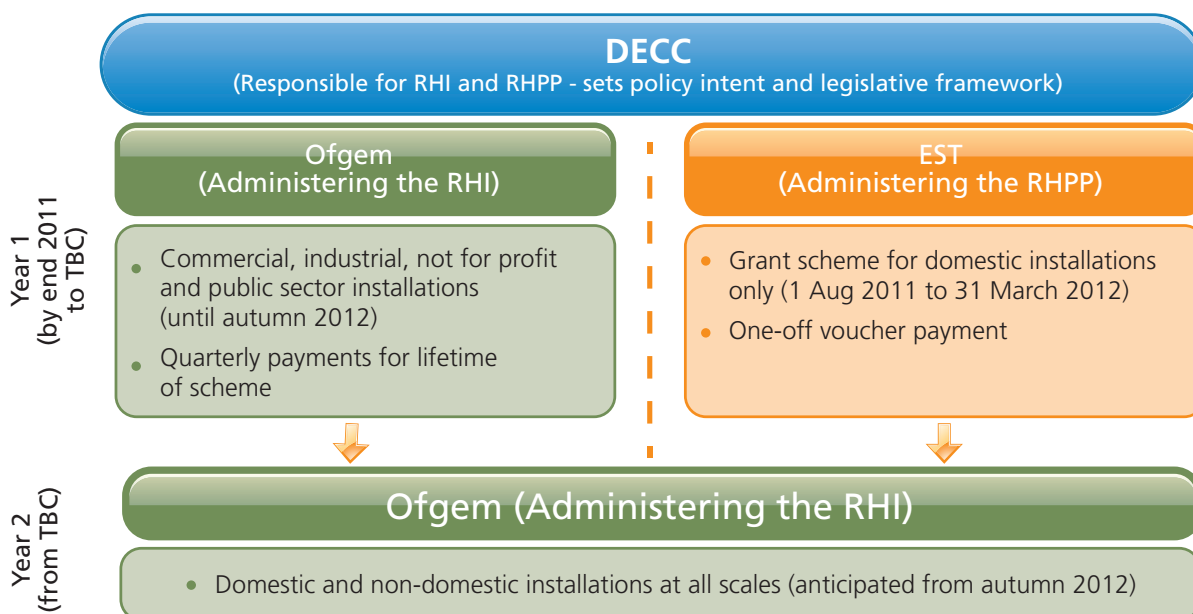 DECC
(Responsible for RHI and RHPP - sets policy intent and legislative framework)
Year 1
(by end 2011
to TBC)
Ofgem
(Administering the RHI)
• Commercial, industrial, not for profit
and public sector installations
(until autumn 2012)
• Quarterly payments for lifetime
of scheme
EST
(Administering the RHPP)
• Grant scheme for domestic installations
only (1 Aug 2011 to 31 March 2012)
• One-off voucher payment
Year 2
(from TBC)
Ofgem (Administering the RHI)
• Domestic and non-domestic installations at all scales (anticipated from autumn 2012)